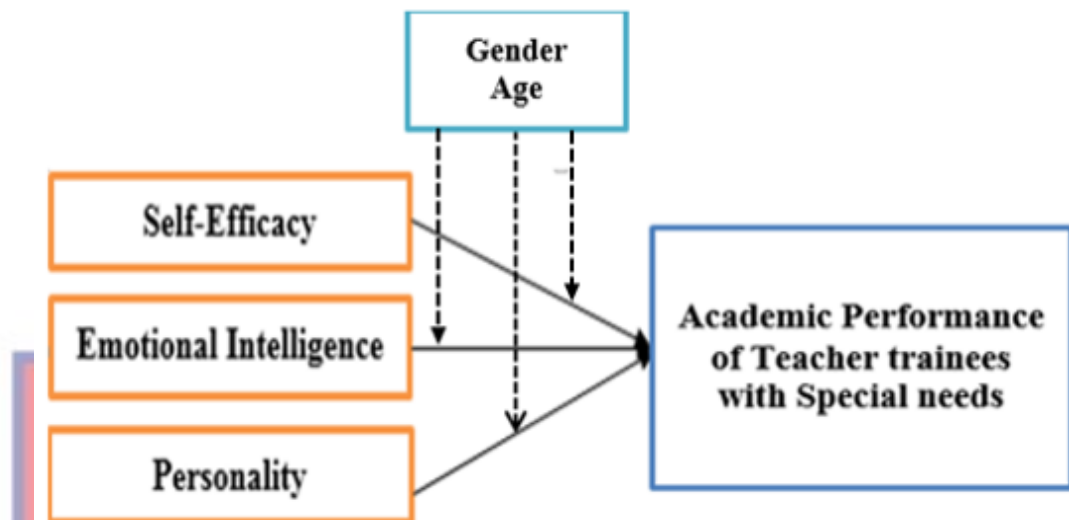 Gender
Age
Self-Efficacy
Emotional Intelligence
Personality
Academic Performance
of Teacher trainees
with Special needs